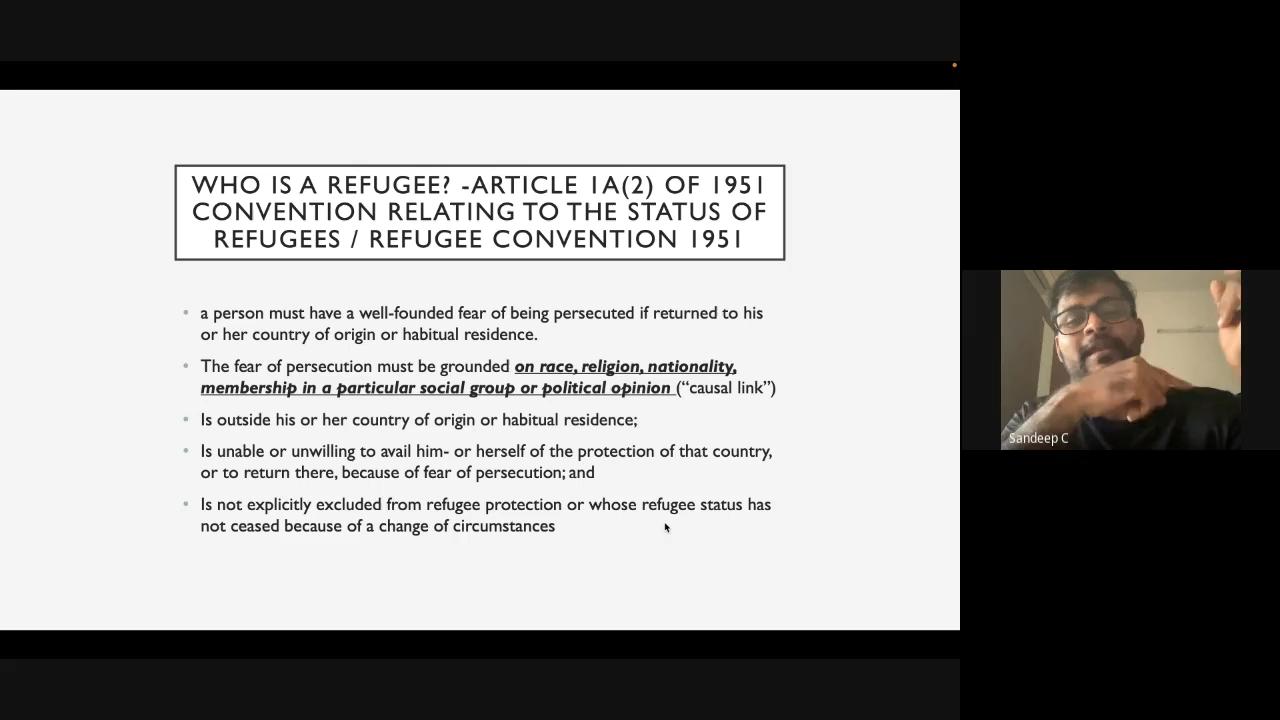 WHO IS A REFUGEE? -ARTICLE 1A(2) OF 1951
CONVENTION RELATING TO THE STATUS OF
REFUGEES / REFUGEE CONVENTION 1951
• a person must have a well-founded fear of being persecuted if returned to his
or her country of origin or habitual residence.
• The fear of persecution must be grounded on race, religion, nationality,
membership in a particular social group or political opinion (“causal link”)
• Is outside his or her country of origin or habitual residence;
• Is unable or unwilling to avail him- or herself of the protection of that country,
or to return there, because of fear of persecution; and
• Is not explicitly excluded from refugee protection or whose refugee status has
not ceased because of a change of circumstances
Sandeep C